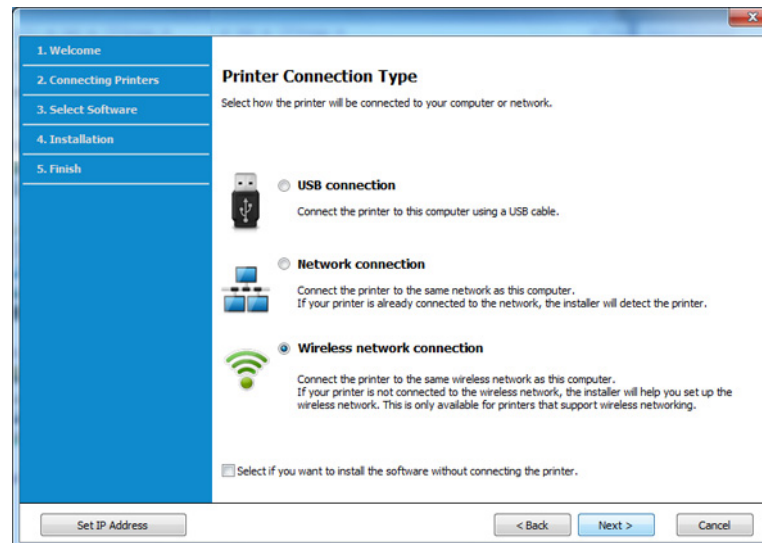 1. Welcome
2. Connecting Printers
3. Select Software
4. Installation
5. Finish
Printer Connection Type
Select how the printer will be connected to your computer or network.
USB connection
Connect the printer to this computer using a USB cable.
Network connection
Connect the printer to the same network as this computer.
If your printer is already connected to the network, the installer will detect the printer.
Wireless network connection
Connect the printer to the same wireless network as this computer.
If your printer is not connected to the wireless network, the installer will help you set up the
wireless network. This is only available for printers that support wireless networking.
Select if you want to install the software without connecting the printer.
Set IP Address
< Back
Next >
Cancel